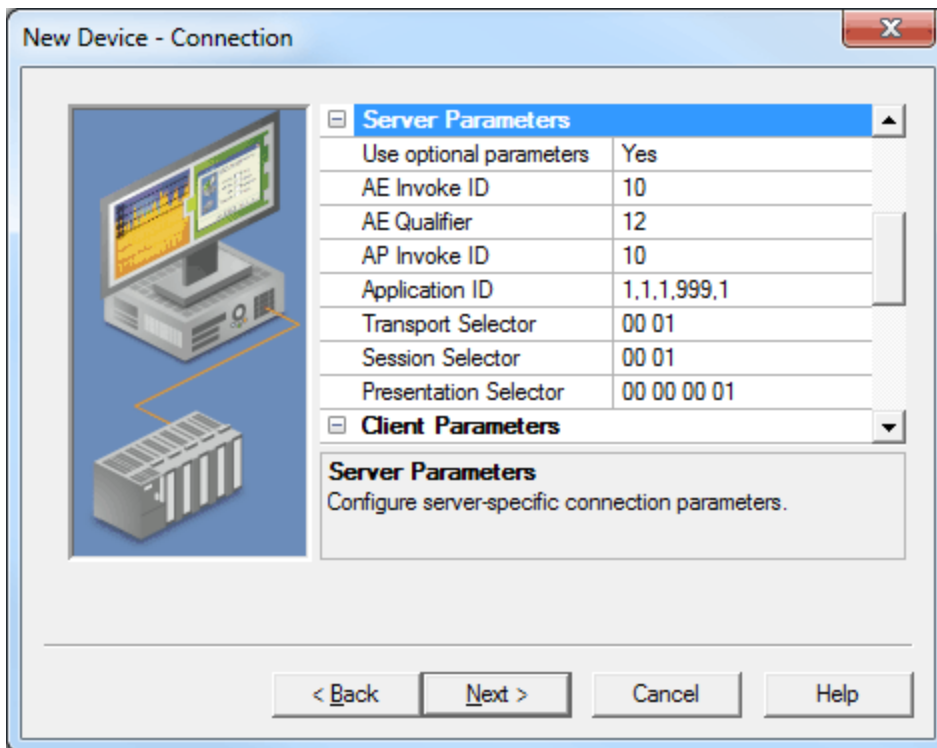 New Device - Connection
Server Parameters
Use optional parameters Yes
AE Invoke ID 10
AE Qualifier 12
AP Invoke ID 10
Application ID 1,1,1,999,1
Transport Selector 00 01
Session Selector 00 01
Presentation Selector 00 00 00 01
Client Parameters
Server Parameters
Configure server-specific connection parameters.
< Back Next > Cancel Help